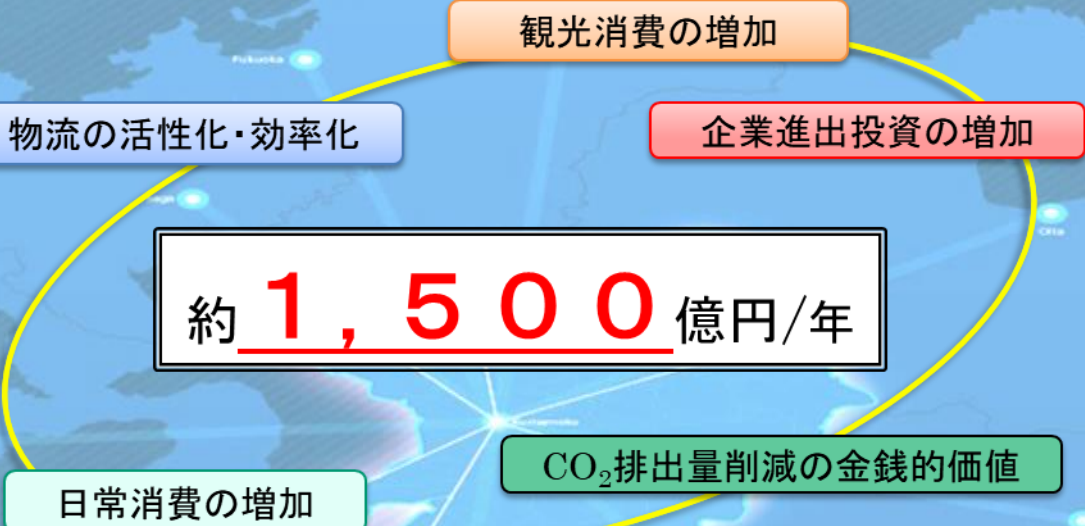 観光消費の増加
Fukuoka
物流の活性化・効率化
企業進出投資の増加
Oita
約1,500億円/年
CO₂排出量削減の金銭的価値
日常消費の増加